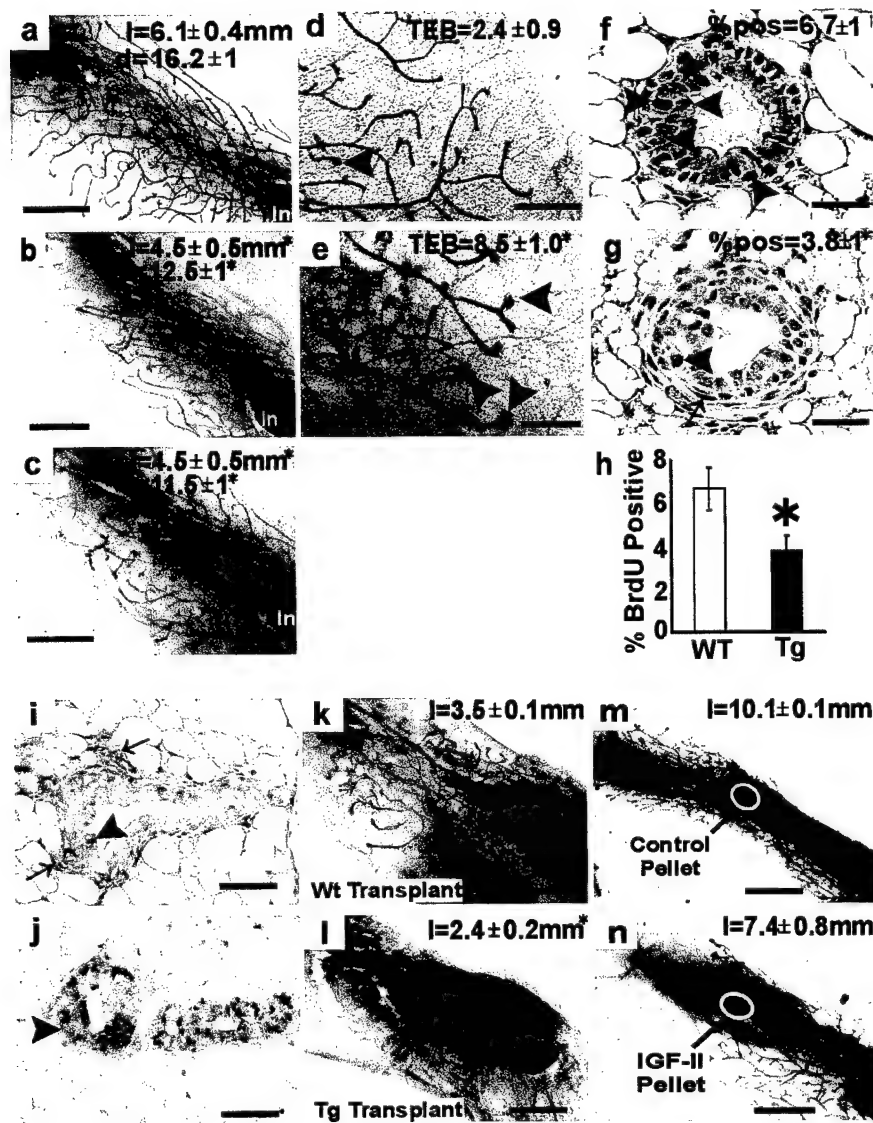 a l=6.1±0.4mm
d=16.2±1
ln
d TEB=2.4±0.9
f %pos=6.7±1
b l=4.5±0.5mm*
12.5±1*
ln
e TEB=8.5±1.0*
g %pos=3.8±1*
c l=4.5±0.5mm*
11.5±1*
ln
h
% BrdU Positive
8
6
4
2
0
*
WT
Tg
i
k l=3.5±0.1mm
Wt Transplant
m l=10.1±0.1mm
Control
Pellet
j
l l=2.4±0.2mm*
Tg Transplant
n l=7.4±0.8mm
IGF-II
Pellet